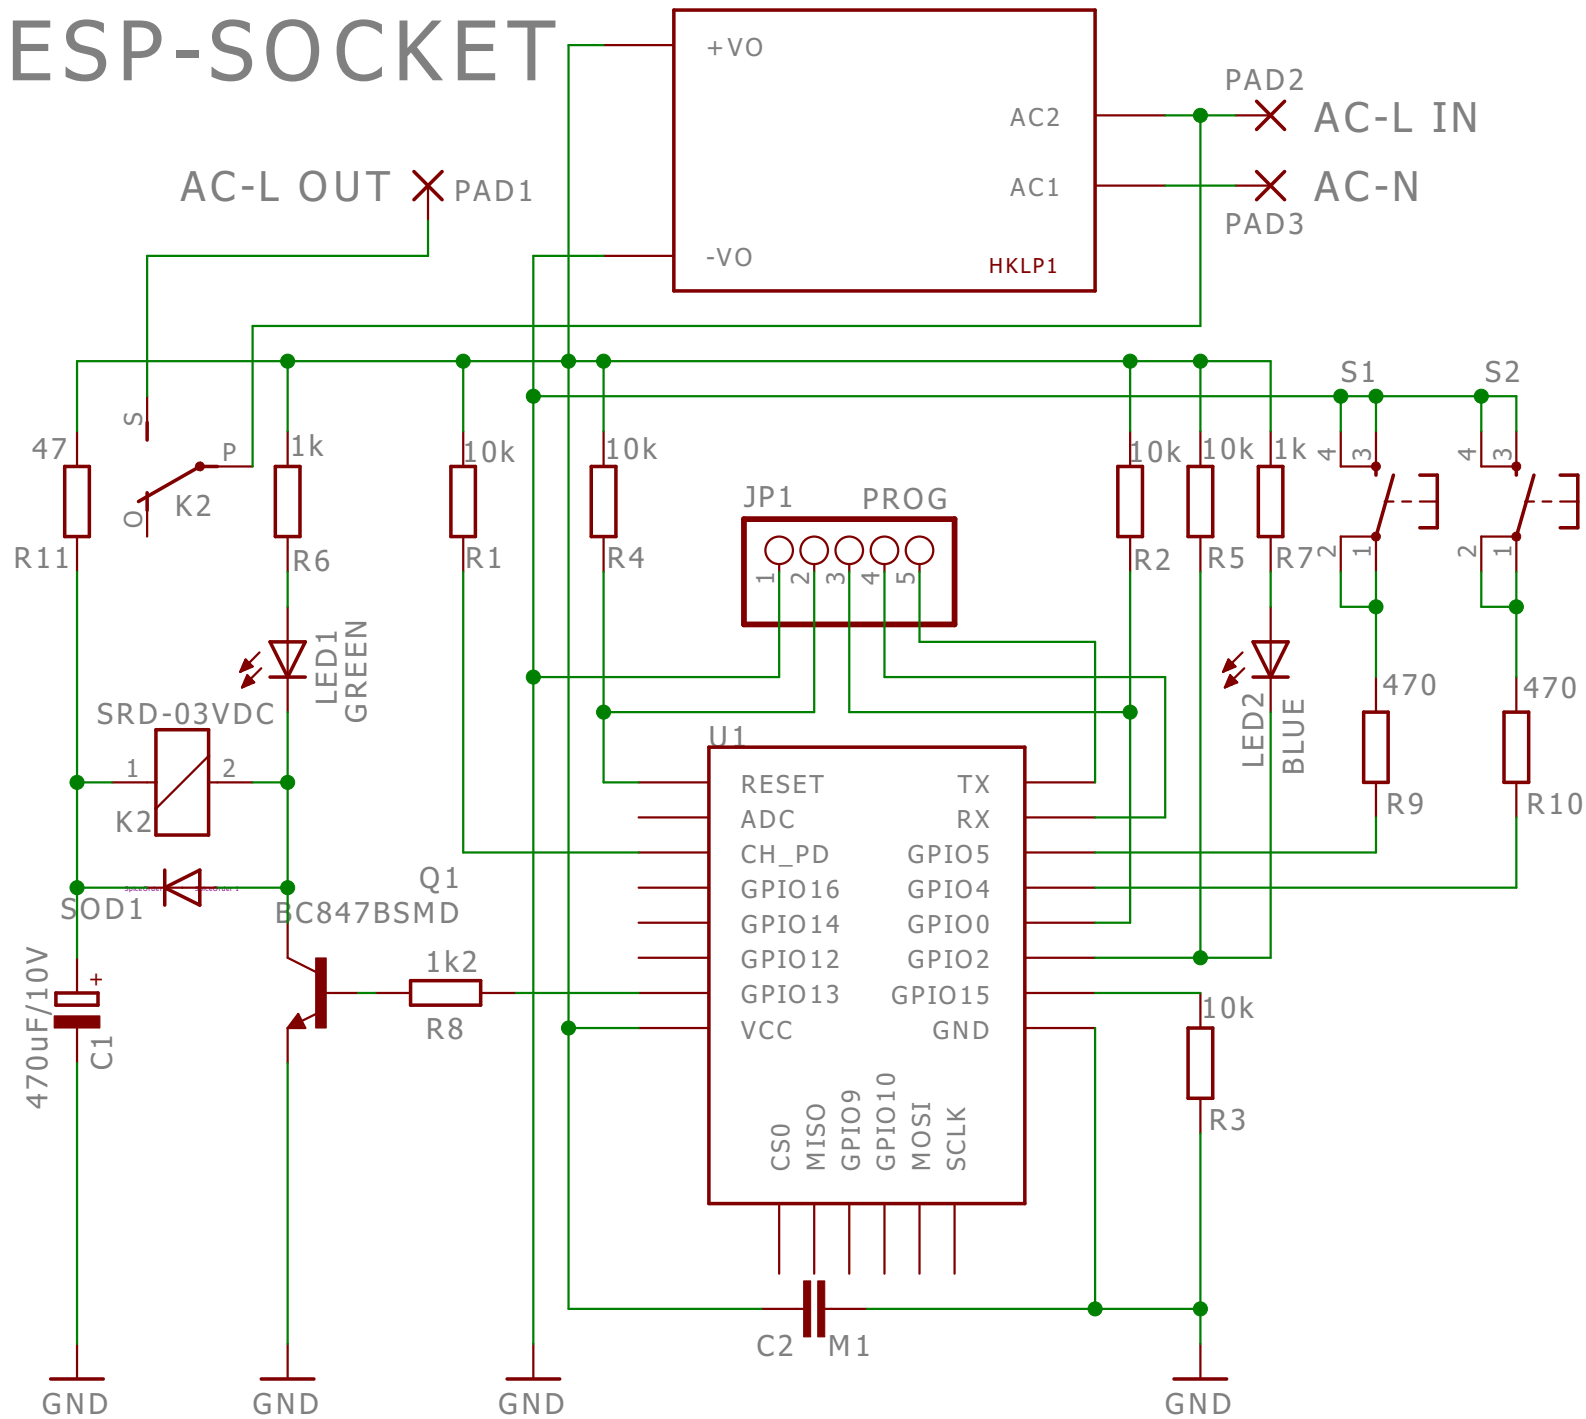 ESP-SOCKET
+VO
AC2
AC1
-VO
HKLP1
PAD2
AC-L IN
AC-N
PAD3
AC-L OUT
PAD1
S1
S2
47
R11
S
P
O
K2
1k
R6
10k
R1
10k
R4
JP1
PROG
1
2
3
4
5
10k
R2
10k
R5
1k
R7
4
3
2
1
4
3
2
1
LED1
GREEN
LED2
BLUE
470
R9
470
R10
SRD-03VDC
1
2
K2
SOD1
SpiceOrder 1
Q1
BC847BSMD
1k2
R8
470uF/10V
+
C1
U1
RESET
ADC
CH_PD
GPIO16
GPIO14
GPIO12
GPIO13
VCC
TX
RX
GPIO5
GPIO4
GPIO0
GPIO2
GPIO15
GND
CS0
MISO
GPIO9
GPIO10
MOSI
SCLK
10k
R3
C2
M1
GND
GND
GND
GND